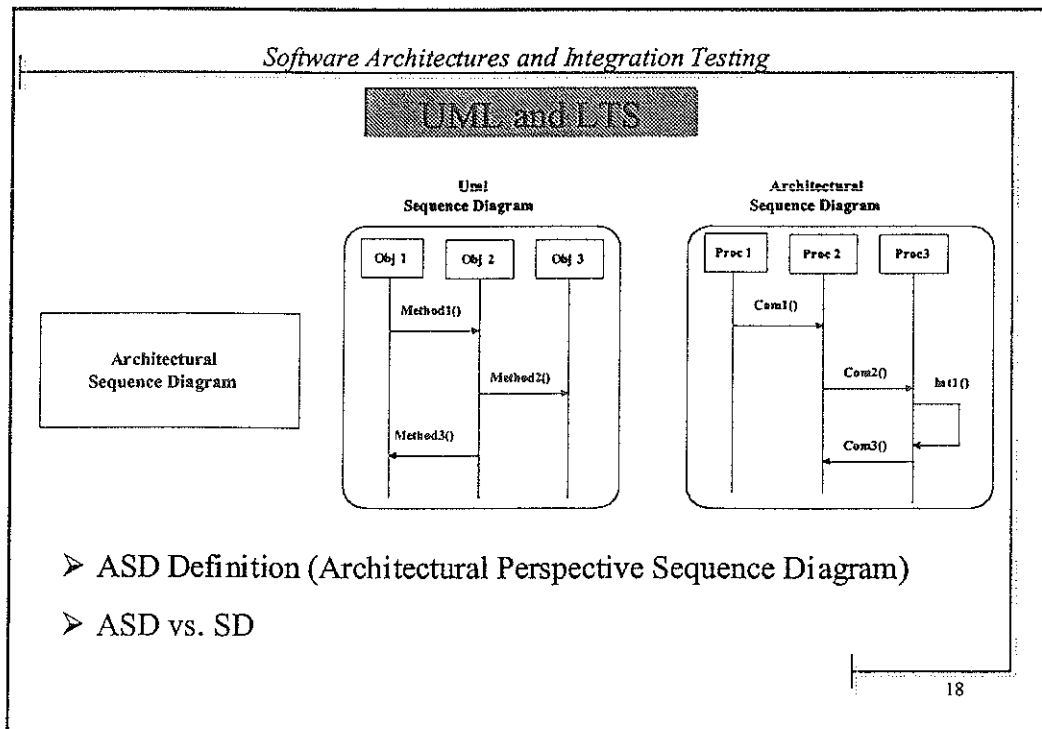 Software Architectures and Integration Testing
UML and LTS
Uml
Sequence Diagram
Architectural
Sequence Diagram
Obj 1
Obj 2
Obj 3
Method1()
Method2()
Method3()
Proc 1
Proc 2
Proc3
Com1()
Com2()
Int1()
Com3()
Architectural
Sequence Diagram
➢ ASD Definition (Architectural Perspective Sequence Diagram)
➢ ASD vs. SD
18